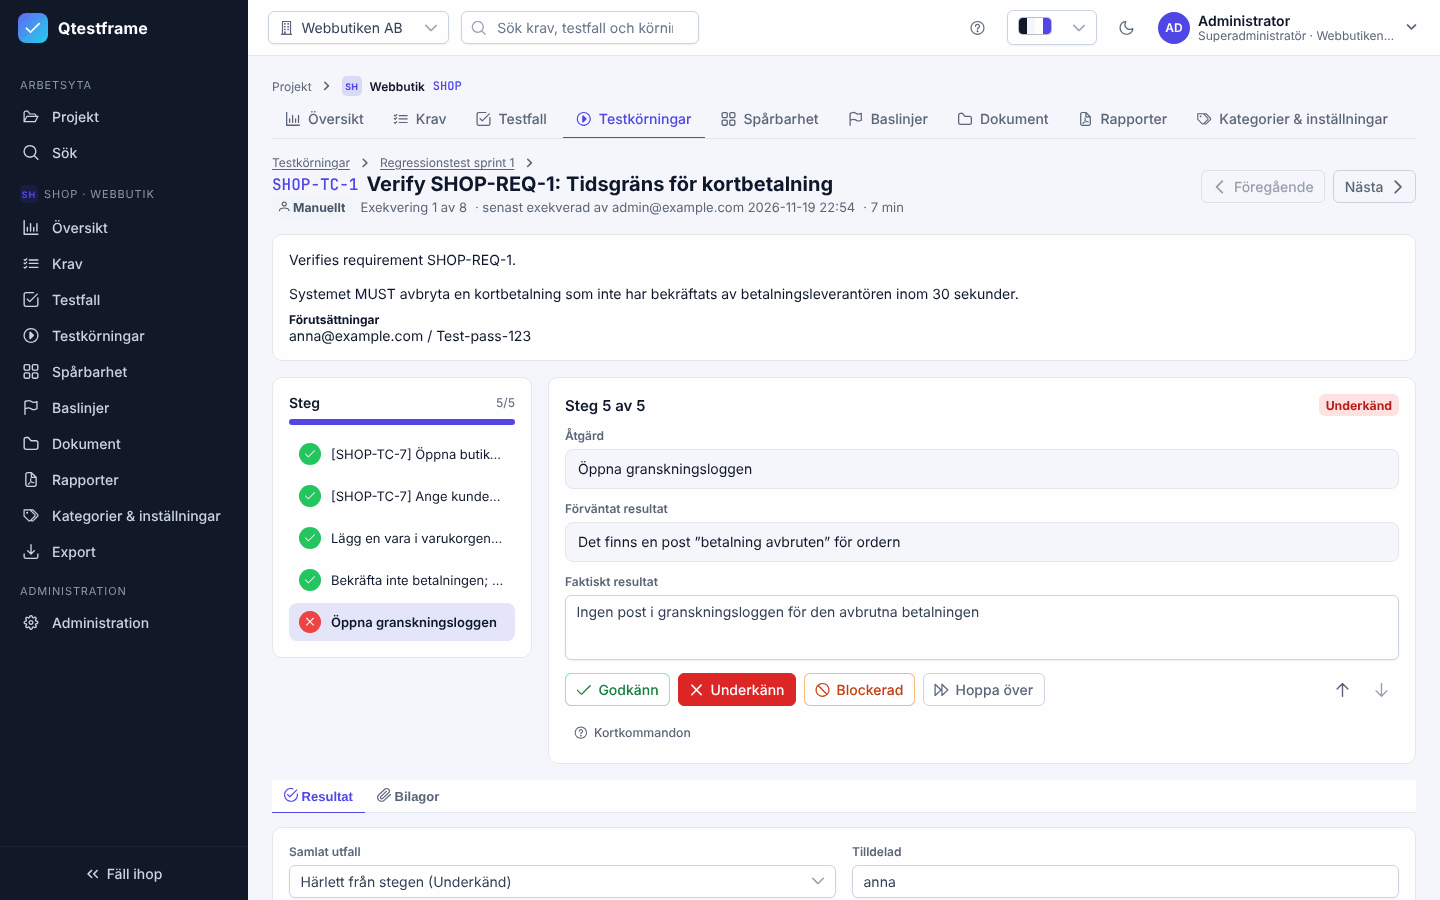 Qtestframe
Webbutiken AB
Sök krav, testfall och körnii
AD
Administrator
Superadministratör · Webbutiken...
ARBETSYTA
Projekt
Sök
SH SHOP · WEBBUTIK
Översikt
Krav
Testfall
Testkörningar
Spårbarhet
Baslinjer
Dokument
Rapporter
Kategorier & inställningar
Export
ADMINISTRATION
Administration
Fäll ihop
Projekt SH Webbutik SHOP
Översikt Krav Testfall Testkörningar Spårbarhet Baslinjer Dokument Rapporter Kategorier & inställningar
Testkörningar Regressionstest sprint 1
SHOP-TC-1 Verify SHOP-REQ-1: Tidsgräns för kortbetalning
Föregående Nästa
Manuellt Exekvering 1 av 8 · senast exekverad av admin@example.com 2026-11-19 22:54 · 7 min
Verifies requirement SHOP-REQ-1.
Systemet MUST avbryta en kortbetalning som inte har bekräftats av betalningsleverantören inom 30 sekunder.
Förutsättningar
anna@example.com / Test-pass-123
Steg 5/5
[SHOP-TC-7] Öppna butik...
[SHOP-TC-7] Ange kunde...
Lägg en vara i varukorgen...
Bekräfta inte betalningen; ...
Öppna granskningsloggen
Steg 5 av 5 Underkänd
Åtgärd
Öppna granskningsloggen
Förväntat resultat
Det finns en post ”betalning avbruten” för ordern
Faktiskt resultat
Ingen post i granskningsloggen för den avbrutna betalningen
Godkänn Underkänn Blockerad Hoppa över
Kortkommandon
Resultat Bilagor
Samlat utfall Tilldelad
Härlett från stegen (Underkänd) anna